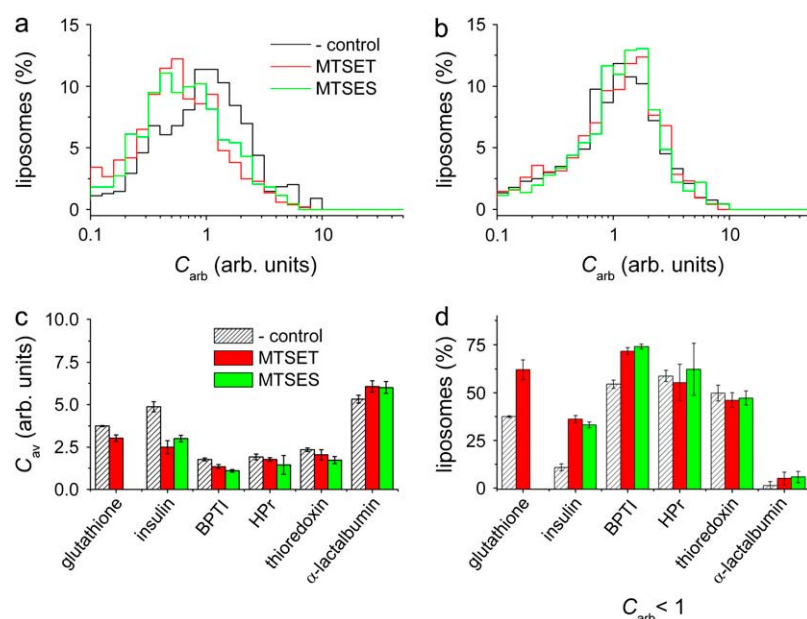 a
15
10
5
0
liposomes (%)
0.1
1
10
C_arb (arb. units)
- control
MTSET
MTSES
b
15
10
5
0
liposomes (%)
0.1
1
10
C_arb (arb. units)
c
10.0
7.5
5.0
2.5
0.0
C_av (arb. units)
- control
MTSET
MTSES
glutathione
insulin
BPTI
HPr
thioredoxin
α-lactalbumin
d
75
50
25
0
liposomes (%)
glutathione
insulin
BPTI
HPr
thioredoxin
α-lactalbumin
C_arb < 1